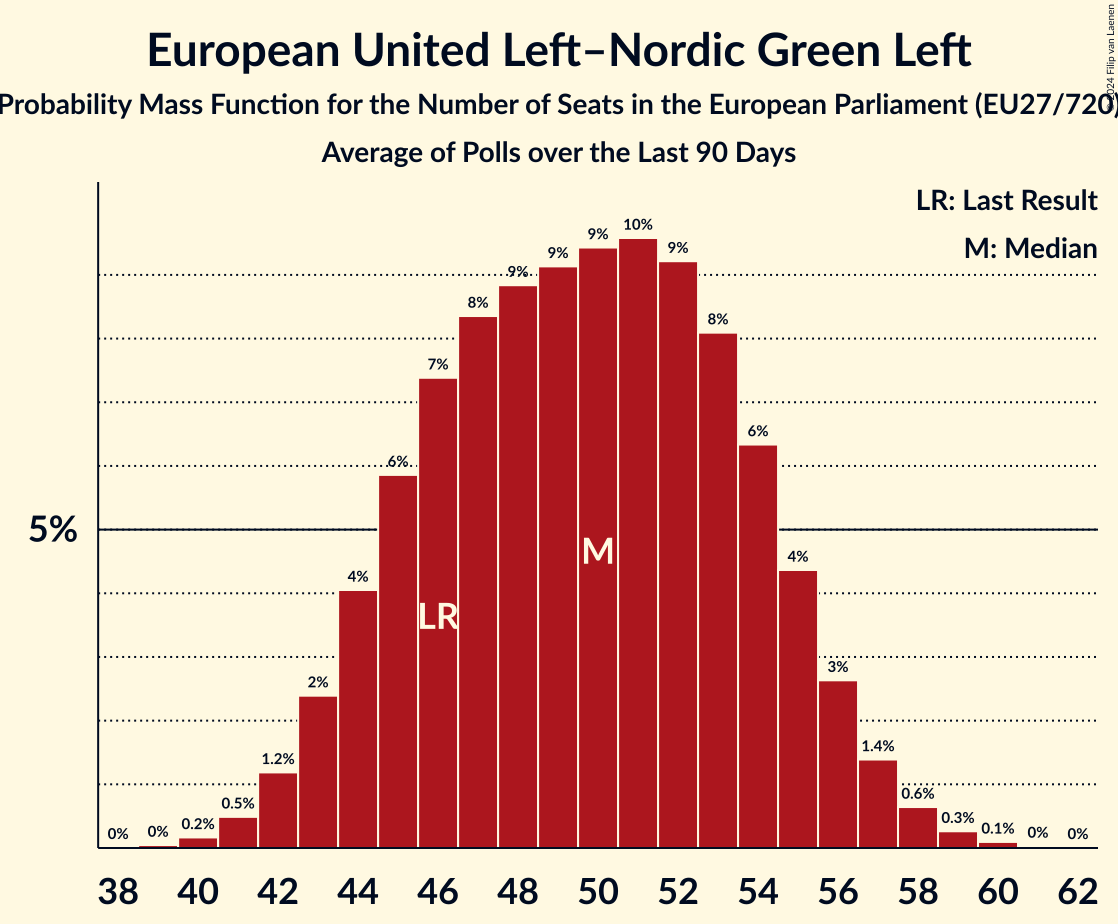 European United Left–Nordic Green Left
Probability Mass Function for the Number of Seats in the European Parliament (EU27/720)
Average of Polls over the Last 90 Days
© 2024 Filip van Laenen
LR: Last Result
M: Median
5%
0% 0% 0.2% 0.5% 1.2% 2% 4% 6% 7% 8% 9% 9% 9% 10% 9% 8% 6% 4% 3% 1.4% 0.6% 0.3% 0.1% 0% 0%
LR
M
38 40 42 44 46 48 50 52 54 56 58 60 62